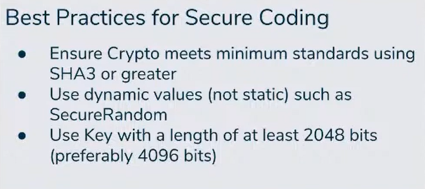 Best Practices for Secure Coding
● Ensure Crypto meets minimum standards using
SHA3 or greater
● Use dynamic values (not static) such as
SecureRandom
● Use Key with a length of at least 2048 bits
(preferably 4096 bits)